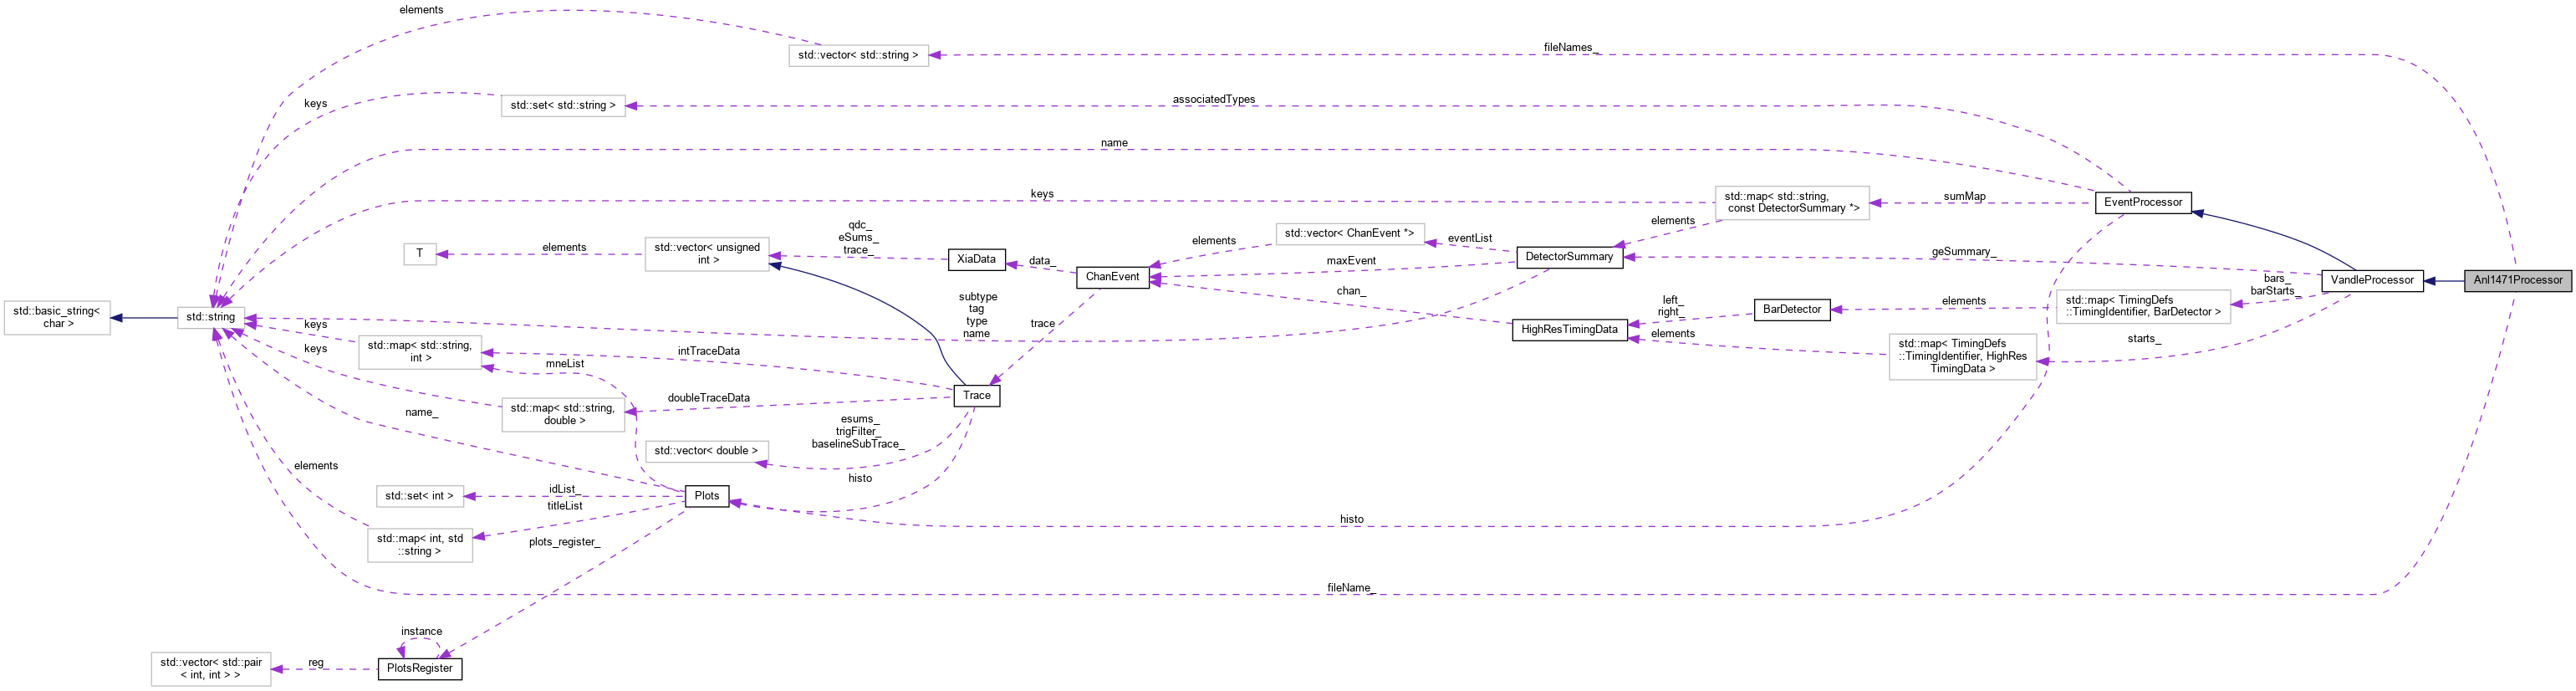 elements
fileNames_
std::vector< std::string >
keys
std::set< std::string >
associatedTypes
name
keys
std::map< std::string,
const DetectorSummary *>
sumMap
EventProcessor
elements
T
elements
std::vector< unsigned
int >
qdc_
eSums_
trace_
XiaData
data_
ChanEvent
elements
std::vector< ChanEvent *>
eventList
maxEvent
DetectorSummary
geSummary_
VandleProcessor
Anl1471Processor
chan_
HighResTimingData
left_
right_
BarDetector
elements
std::map< TimingDefs
::TimingIdentifier, BarDetector >
bars_
barStarts_
elements
std::map< TimingDefs
::TimingIdentifier, HighRes
TimingData >
starts_
std::basic_string<
char >
std::string
subtype
tag
type
name
trace
keys
std::map< std::string,
int >
intTraceData
mneList
keys
std::map< std::string,
double >
doubleTraceData
Trace
name_
esums_
trigFilter_
baselineSubTrace_
std::vector< double >
elements
histo
std::set< int >
idList_
Plots
titleList
std::map< int, std
::string >
histo
plots_register_
fileName_
instance
std::vector< std::pair
< int, int > >
reg
PlotsRegister